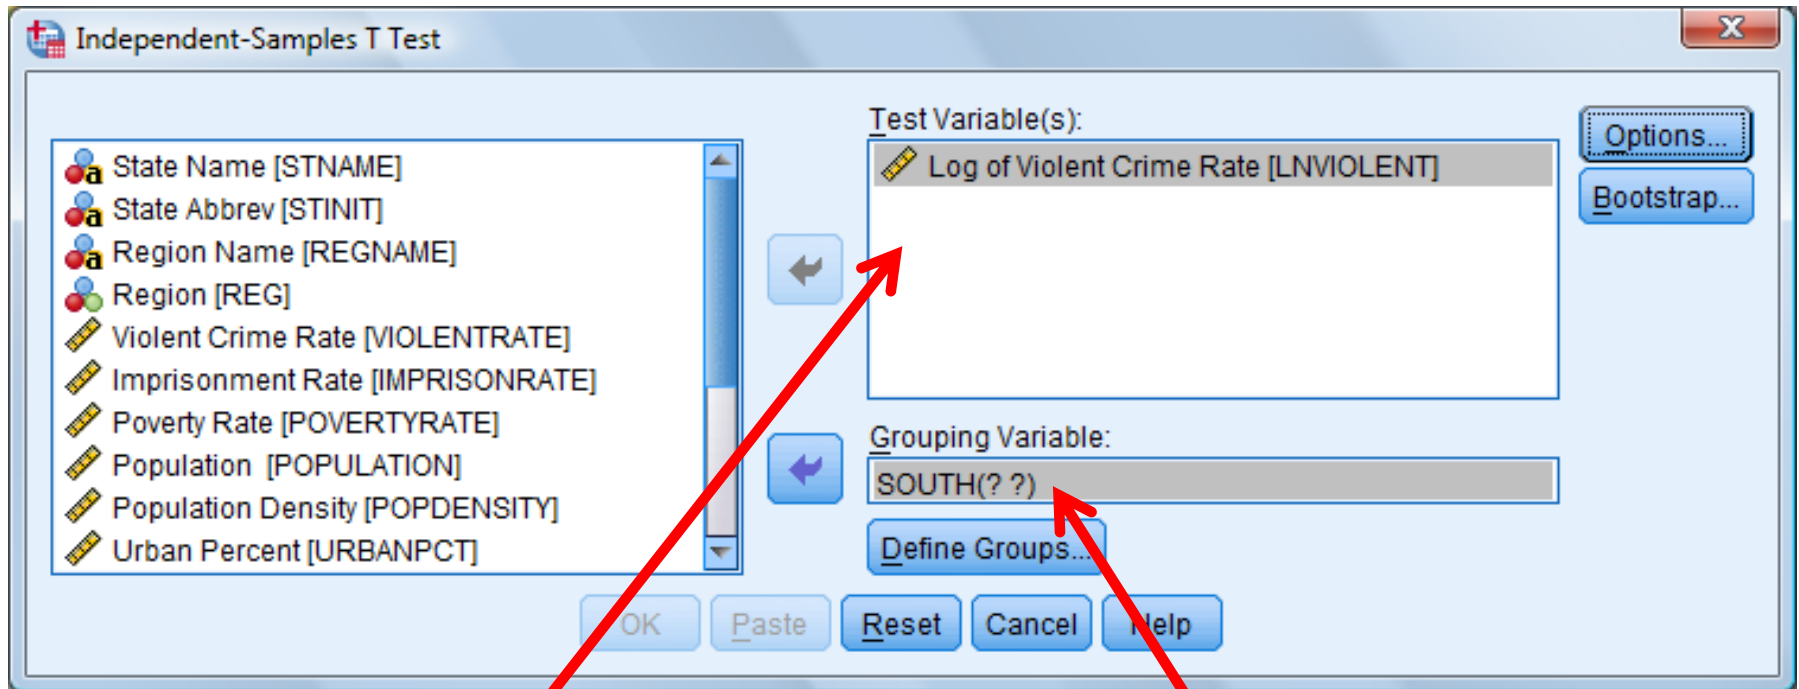 Independent-Samples T Test
State Name [STNAME]
State Abbrev [STINIT]
Region Name [REGNAME]
Region [REG]
Violent Crime Rate [VIOLENTRATE]
Imprisonment Rate [IMPRISONRATE]
Poverty Rate [POVERTYRATE]
Population [POPULATION]
Population Density [POPDENSITY]
Urban Percent [URBANPCT]
Test Variable(s):
Log of Violent Crime Rate [LNVIOLENT]
Grouping Variable:
SOUTH(? ?)
Define Groups...
Options...
Bootstrap...
OK Paste Reset Cancel Help